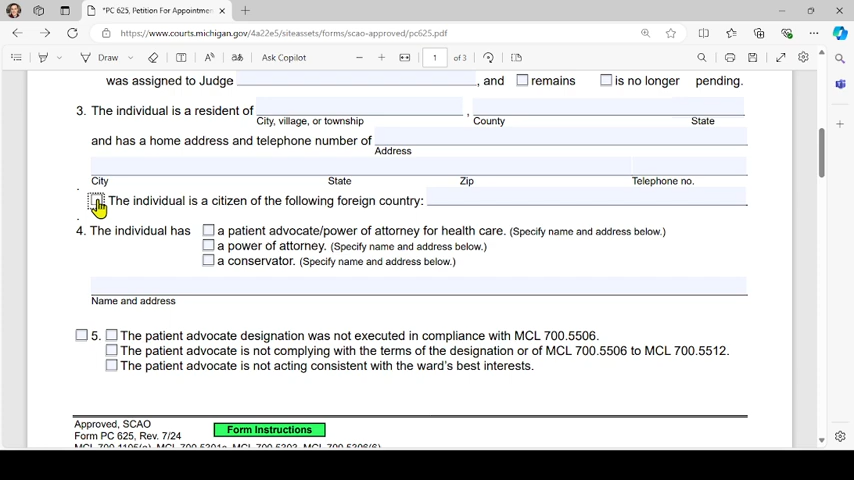 *PC 625, Petition For Appointmen
https://www.courts.michigan.gov/4a22e5/siteassets/forms/scao-approved/pc625.pdf
Draw
Ask Copilot
1 of 3
was assigned to Judge , and remains is no longer pending.
3. The individual is a resident of ,
City, village, or township County State
and has a home address and telephone number of
Address
City State Zip Telephone no.
The individual is a citizen of the following foreign country: .
4. The individual has a patient advocate/power of attorney for health care. (Specify name and address below.)
a power of attorney. (Specify name and address below.)
a conservator. (Specify name and address below.)
Name and address
5. The patient advocate designation was not executed in compliance with MCL 700.5506.
The patient advocate is not complying with the terms of the designation or of MCL 700.5506 to MCL 700.5512.
The patient advocate is not acting consistent with the ward's best interests.
Approved, SCAO
Form PC 625, Rev. 7/24
Form Instructions